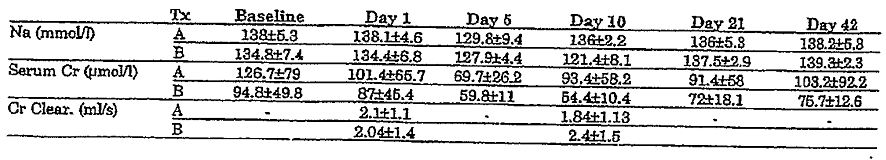 Tx Baseline Day 1 Day 5 Day 10 Day 21 Day 42
Na (mmol/l) A 138±5.3 138.1±4.6 129.8±9.4 136±2.2 136±5.3 138.2±5.8
B 134.8±7.4 134.4±6.8 127.9±4.4 121.4±8.1 137.5±2.9 139.3±2.3
Serum Cr (μmol/l) A 126.7±79 101.4±65.7 69.7±26.2 93.4±58.2 91.4±58 103.2±92.2
B 94.8±49.8 87±45.4 59.8±11 54.4±10.4 72±18.1 75.7±12.6
Cr Clear. (ml/s) A - 2.1±1.1 - 1.84±1.13 - -
B 2.04±1.4 2.4±1.5